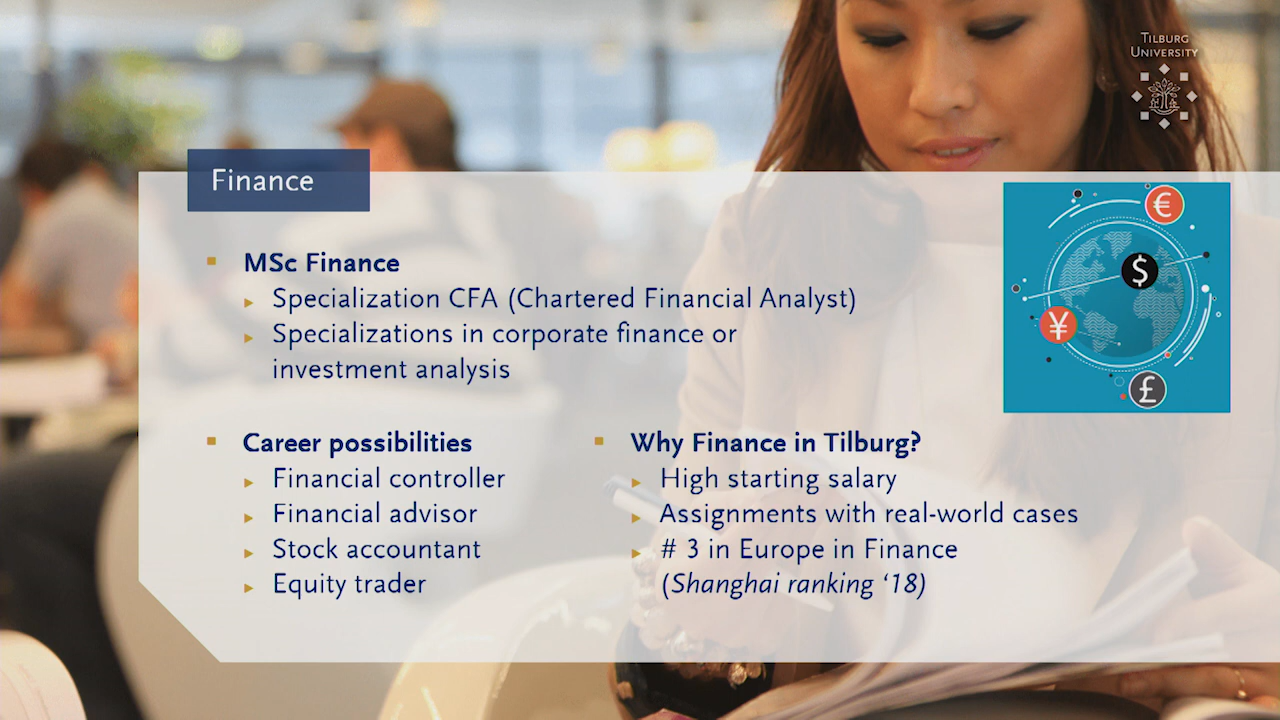 TILBURG
UNIVERSITY
Finance
€
$
¥
£
MSc Finance
Specialization CFA (Chartered Financial Analyst)
Specializations in corporate finance or
investment analysis
Career possibilities
Financial controller
Financial advisor
Stock accountant
Equity trader
Why Finance in Tilburg?
High starting salary
Assignments with real-world cases
# 3 in Europe in Finance
(Shanghai ranking ‘18)